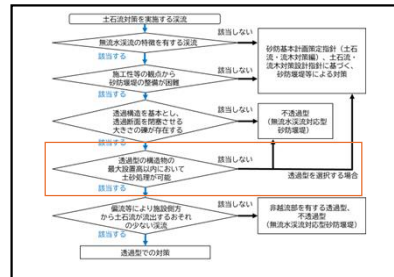 土石流対策を実施する渓流
該当しない
無流水渓流の特徴を有する渓流
該当する
施工性等の観点から
砂防堰堤の整備が困難
該当しない
砂防基本計画策定指針（土石
流・流木対策編）、土石流・
流木対策設計指針に基づく、
砂防堰堤等による対策
該当する
透過構造を基本とし、
透過断面を閉塞させる
大きさの礫が存在する
該当しない
不透過型
（無流水渓流対応型
砂防堰堤）
該当する
透過型の構造物の
最大設置高以内において
土砂処理が可能
該当しない
透過型を選択する場合
該当する
偏流等により施設側方
から土石流が流出するおそれ
の少ない渓流
該当しない
非越流部を有する透過型、
不透過型
（無流水渓流対応型砂防堰堤）
該当する
透過型での対策